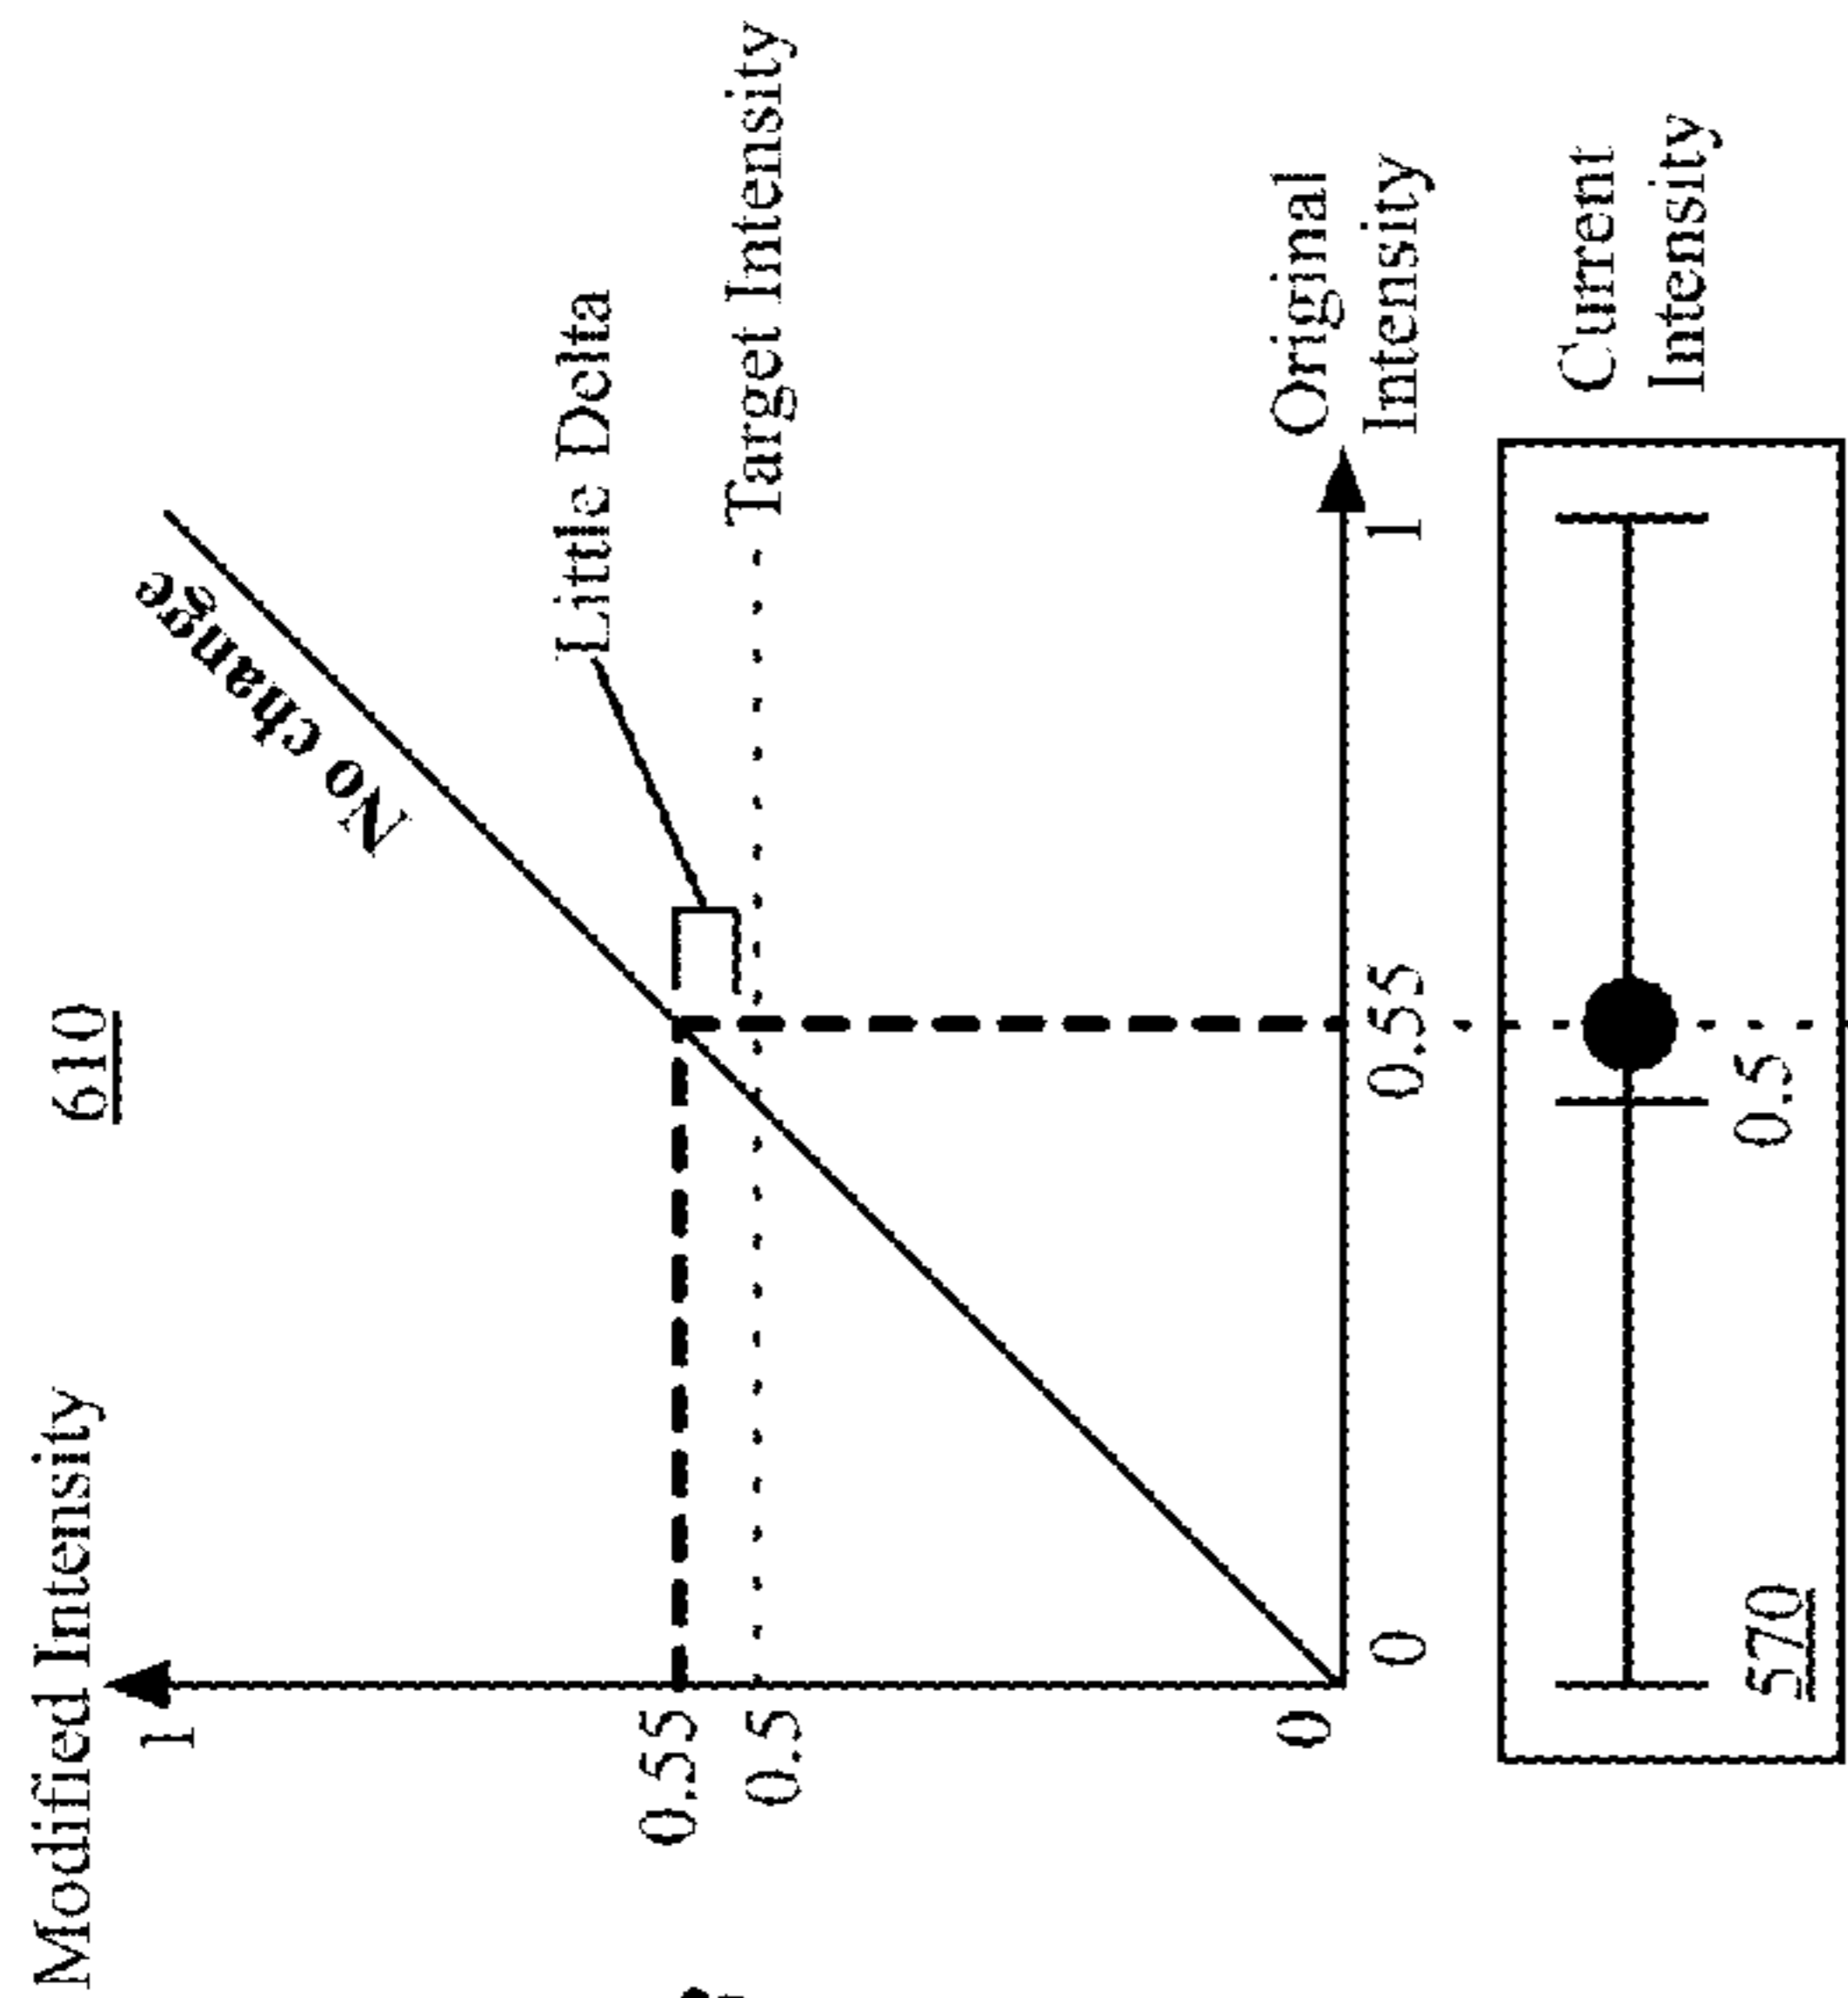 610
Modified Intensity
1
No change
Little Delta
0.55
0.5
Target Intensity
0
0
0.55
1
Original
Intensity
Current
Intensity
0.5
570